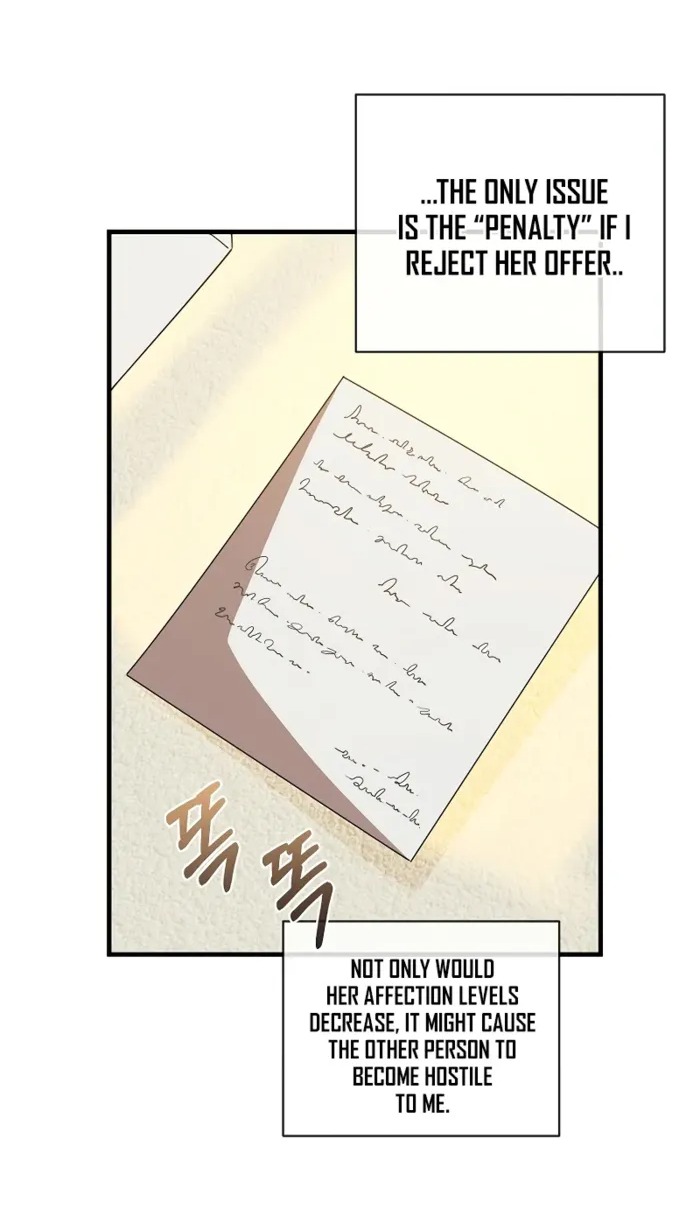 ...THE ONLY ISSUE
IS THE “PENALTY” IF I
REJECT HER OFFER..
똑 똑
NOT ONLY WOULD
HER AFFECTION LEVELS
DECREASE, IT MIGHT CAUSE
THE OTHER PERSON TO
BECOME HOSTILE
TO ME.